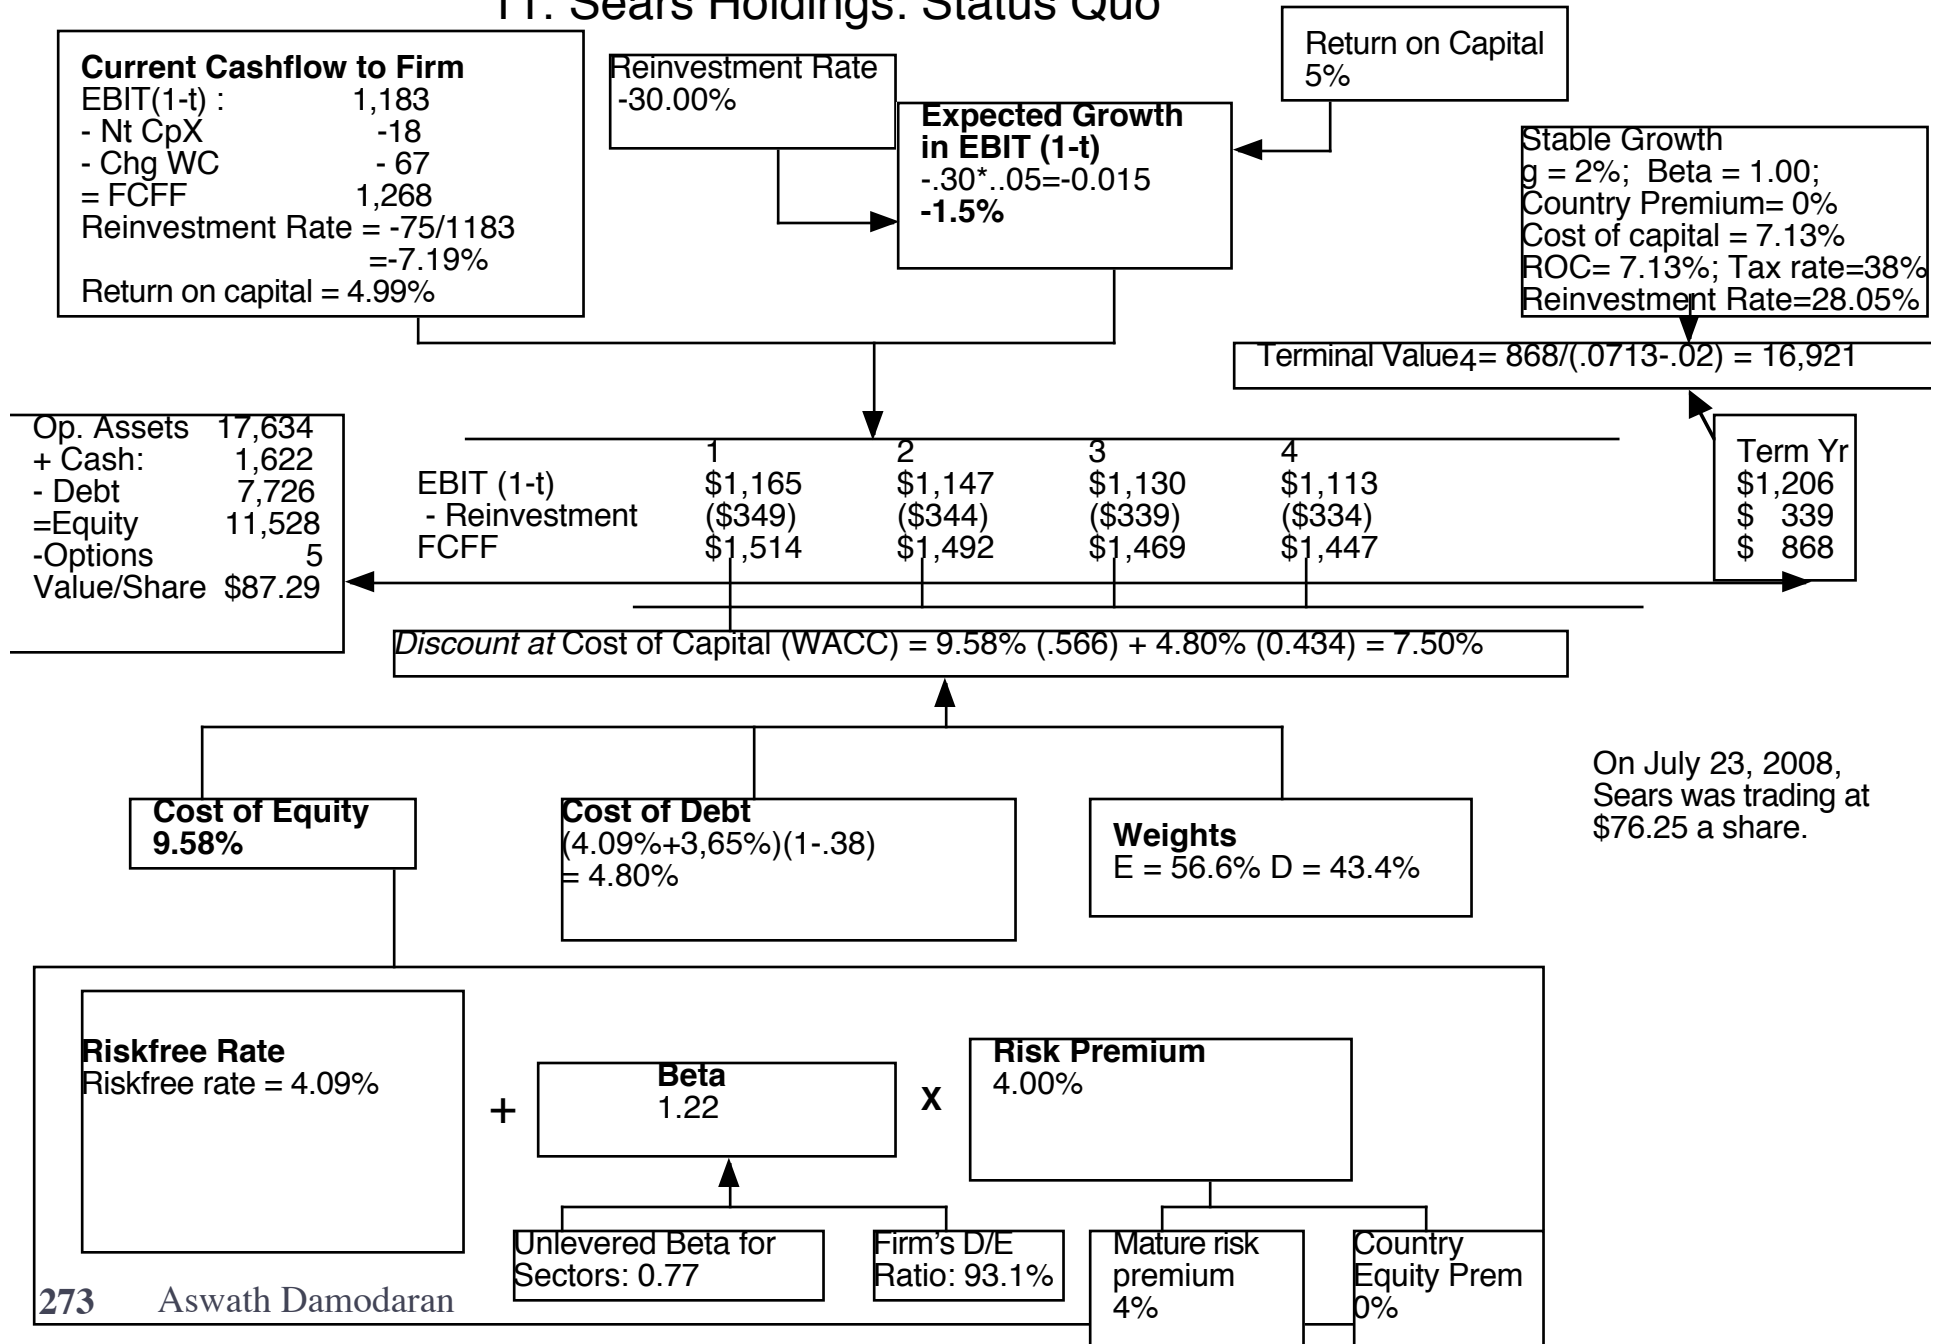 11. Sears Holdings: Status Quo
Current Cashflow to Firm
EBIT(1-t) : 1,183
- Nt CpX -18
- Chg WC - 67
= FCFF 1,268
Reinvestment Rate = -75/1183
=-7.19%
Return on capital = 4.99%
Reinvestment Rate
-30.00%
Expected Growth
in EBIT (1-t)
-.30*..05=-0.015
-1.5%
Return on Capital
5%
Stable Growth
g = 2%; Beta = 1.00;
Country Premium= 0%
Cost of capital = 7.13%
ROC= 7.13%; Tax rate=38%
Reinvestment Rate=28.05%
Terminal Value4= 868/(.0713-.02) = 16,921
Op. Assets 17,634
+ Cash: 1,622
- Debt 7,726
=Equity 11,528
-Options 5
Value/Share $87.29
1 2 3 4
EBIT (1-t) $1,165 $1,147 $1,130 $1,113
- Reinvestment ($349) ($344) ($339) ($334)
FCFF $1,514 $1,492 $1,469 $1,447
Term Yr
$1,206
$ 339
$ 868
Discount at Cost of Capital (WACC) = 9.58% (.566) + 4.80% (0.434) = 7.50%
On July 23, 2008,
Sears was trading at
$76.25 a share.
Cost of Equity
9.58%
Cost of Debt
(4.09%+3,65%)(1-.38)
= 4.80%
Weights
E = 56.6% D = 43.4%
Riskfree Rate
Riskfree rate = 4.09%
+
Beta
1.22
X
Risk Premium
4.00%
Unlevered Beta for
Sectors: 0.77
Firm's D/E
Ratio: 93.1%
Mature risk
premium
4%
Country
Equity Prem
0%
273 Aswath Damodaran